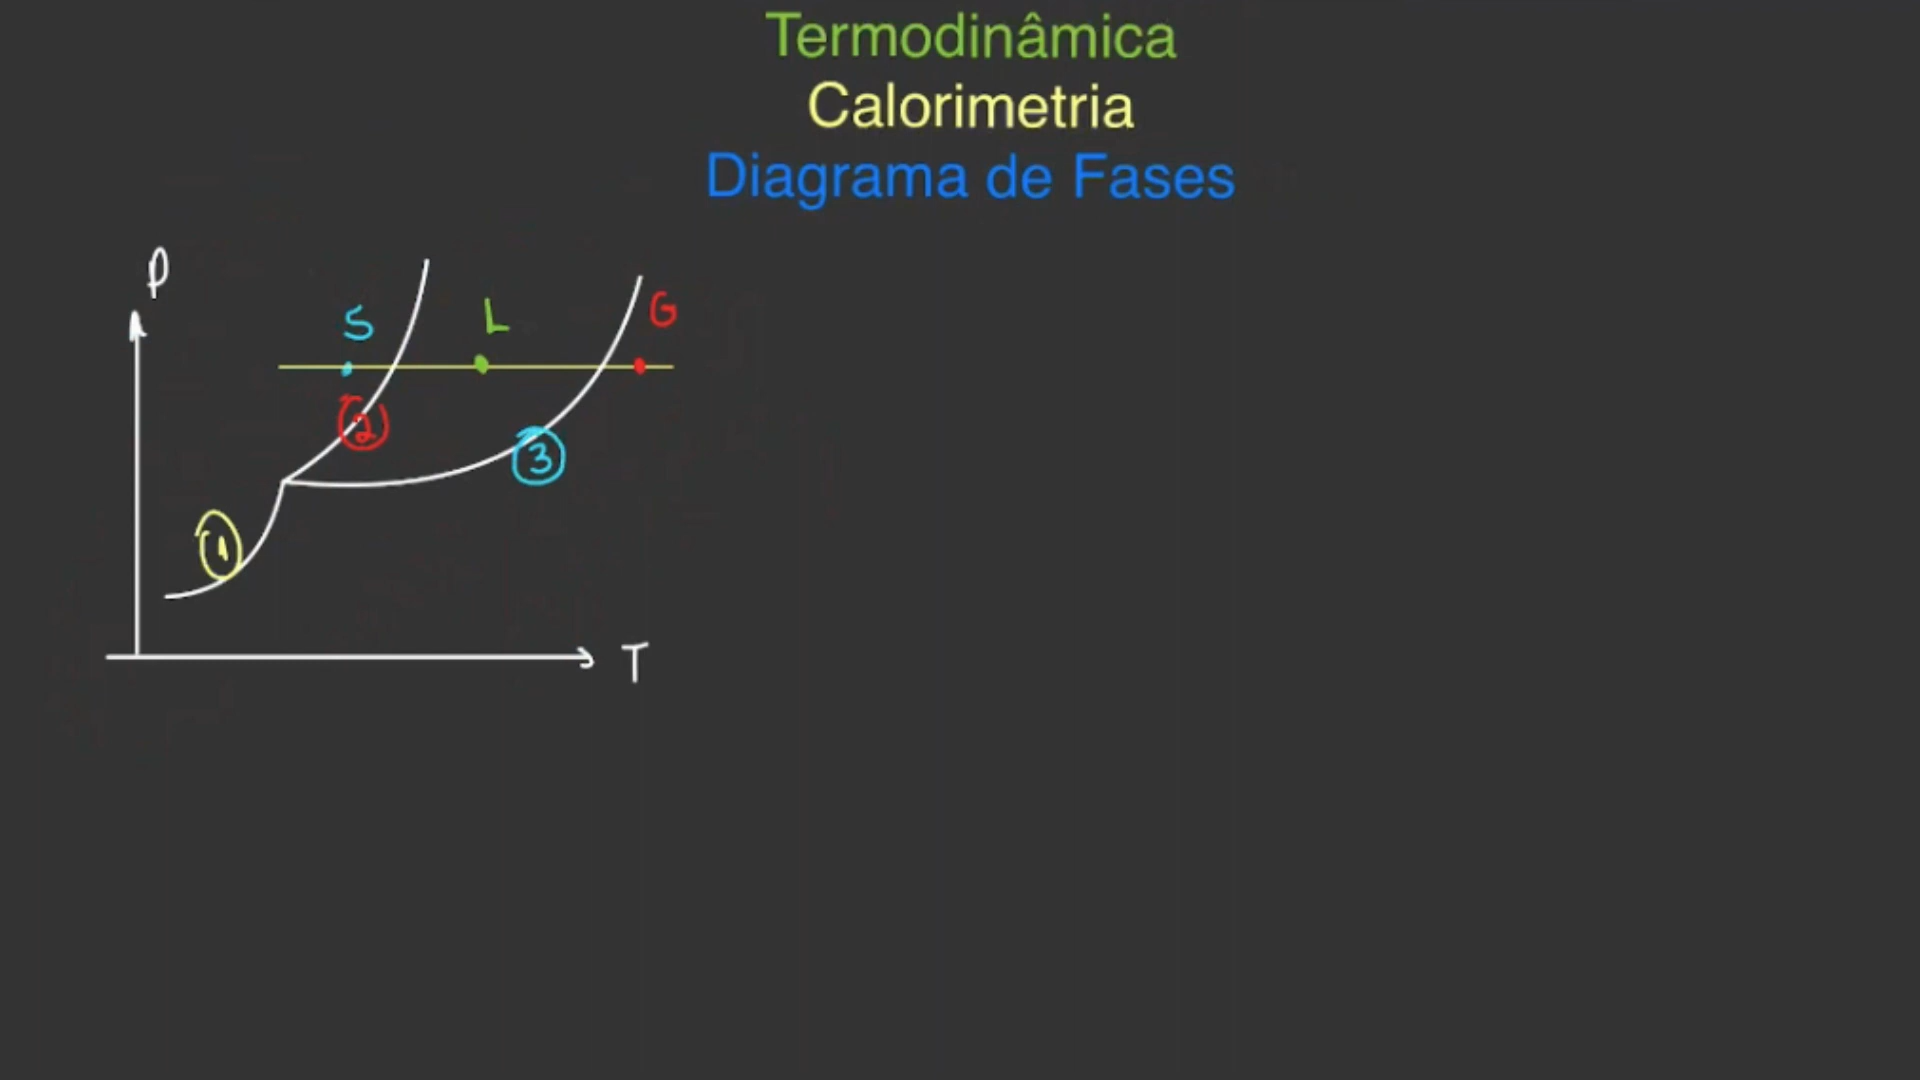 Termodinâmica
Calorimetria
Diagrama de Fases
P
S
L
G
2
3
1
T